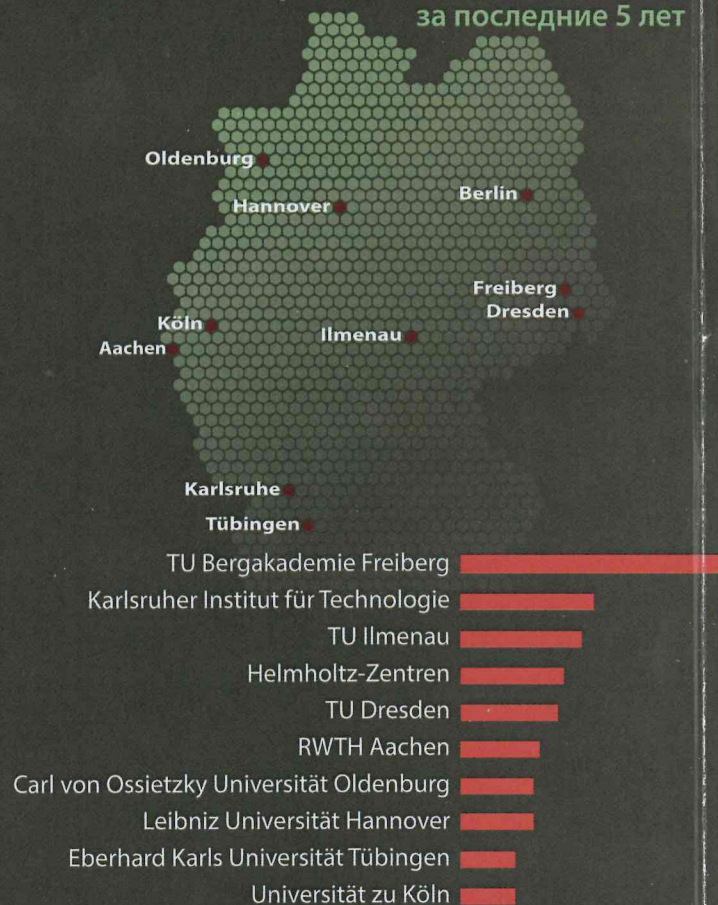 за последние 5 лет
Oldenburg
Hannover
Berlin
Freiberg
Dresden
Köln
Ilmenau
Aachen
Karlsruhe
Tübingen
TU Bergakademie Freiberg
Karlsruher Institut für Technologie
TU Ilmenau
Helmholtz-Zentren
TU Dresden
RWTH Aachen
Carl von Ossietzky Universität Oldenburg
Leibniz Universität Hannover
Eberhard Karls Universität Tübingen
Universität zu Köln